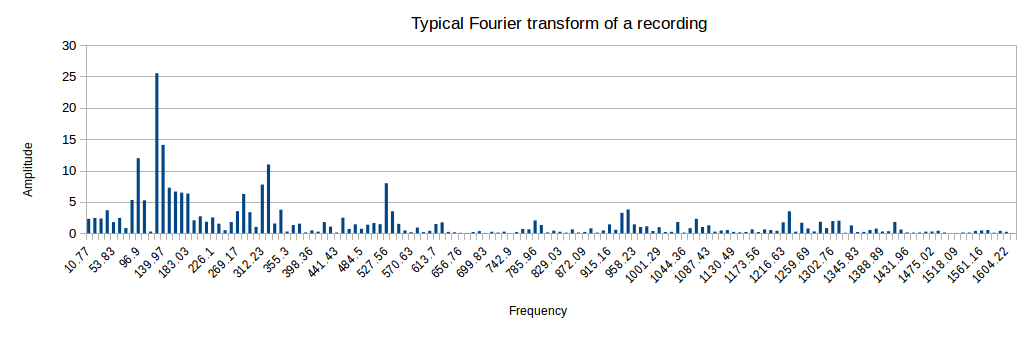 Typical Fourier transform of a recording
30
25
20
15
10
5
0
Amplitude
10.77 53.83 96.9 139.97 183.03 226.1 269.17 312.23 355.3 398.36 441.43 484.5 527.56 570.63 613.7 656.76 699.83 742.9 785.96 829.03 872.09 915.16 958.23 1001.29 1044.36 1087.43 1130.49 1173.56 1216.63 1259.69 1302.76 1345.83 1388.89 1431.96 1475.02 1518.09 1561.16 1604.22
Frequency